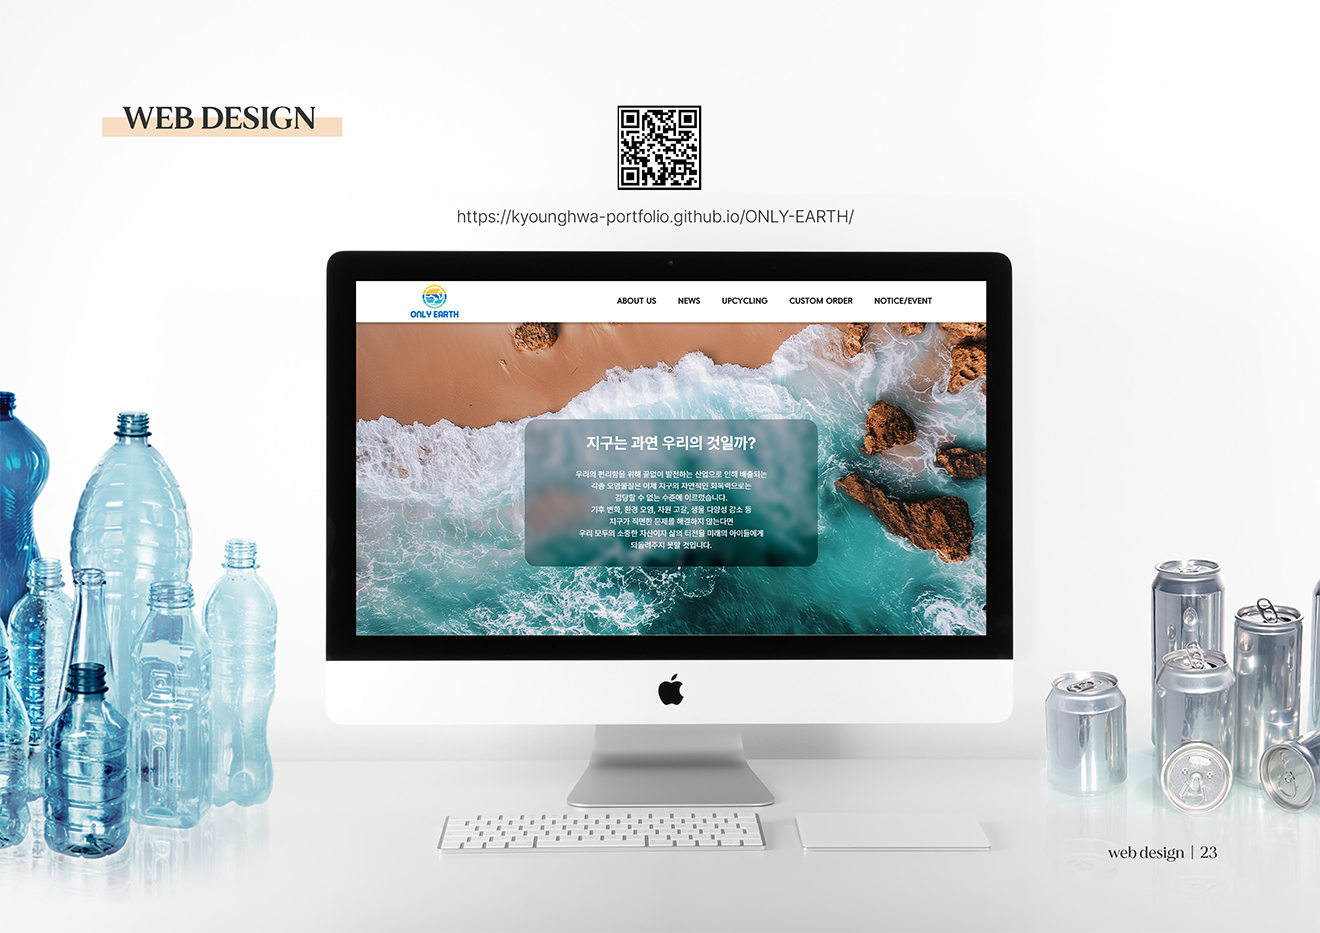 WEB DESIGN
https://kyounghwa-portfolio.github.io/ONLY-EARTH/
ONLY EARTH
ABOUT US NEWS UPCYCLING CUSTOM ORDER NOTICE/EVENT
지구는 과연 우리의 것일까?
우리의 편리함을 위해 끝없이 발전하는 산업으로 인해 배출되는
각종 오염물질은 이제 지구의 자연적인 회복력으로는
감당할 수 없는 수준에 이르렀습니다.
기후 변화, 환경 오염, 자원 고갈, 생물 다양성 감소 등
지구가 직면한 문제를 해결하지 않는다면
우리 모두의 소중한 자산이자 삶의 터전을 미래의 아이들에게
되돌려주지 못할 것입니다.
web design | 23